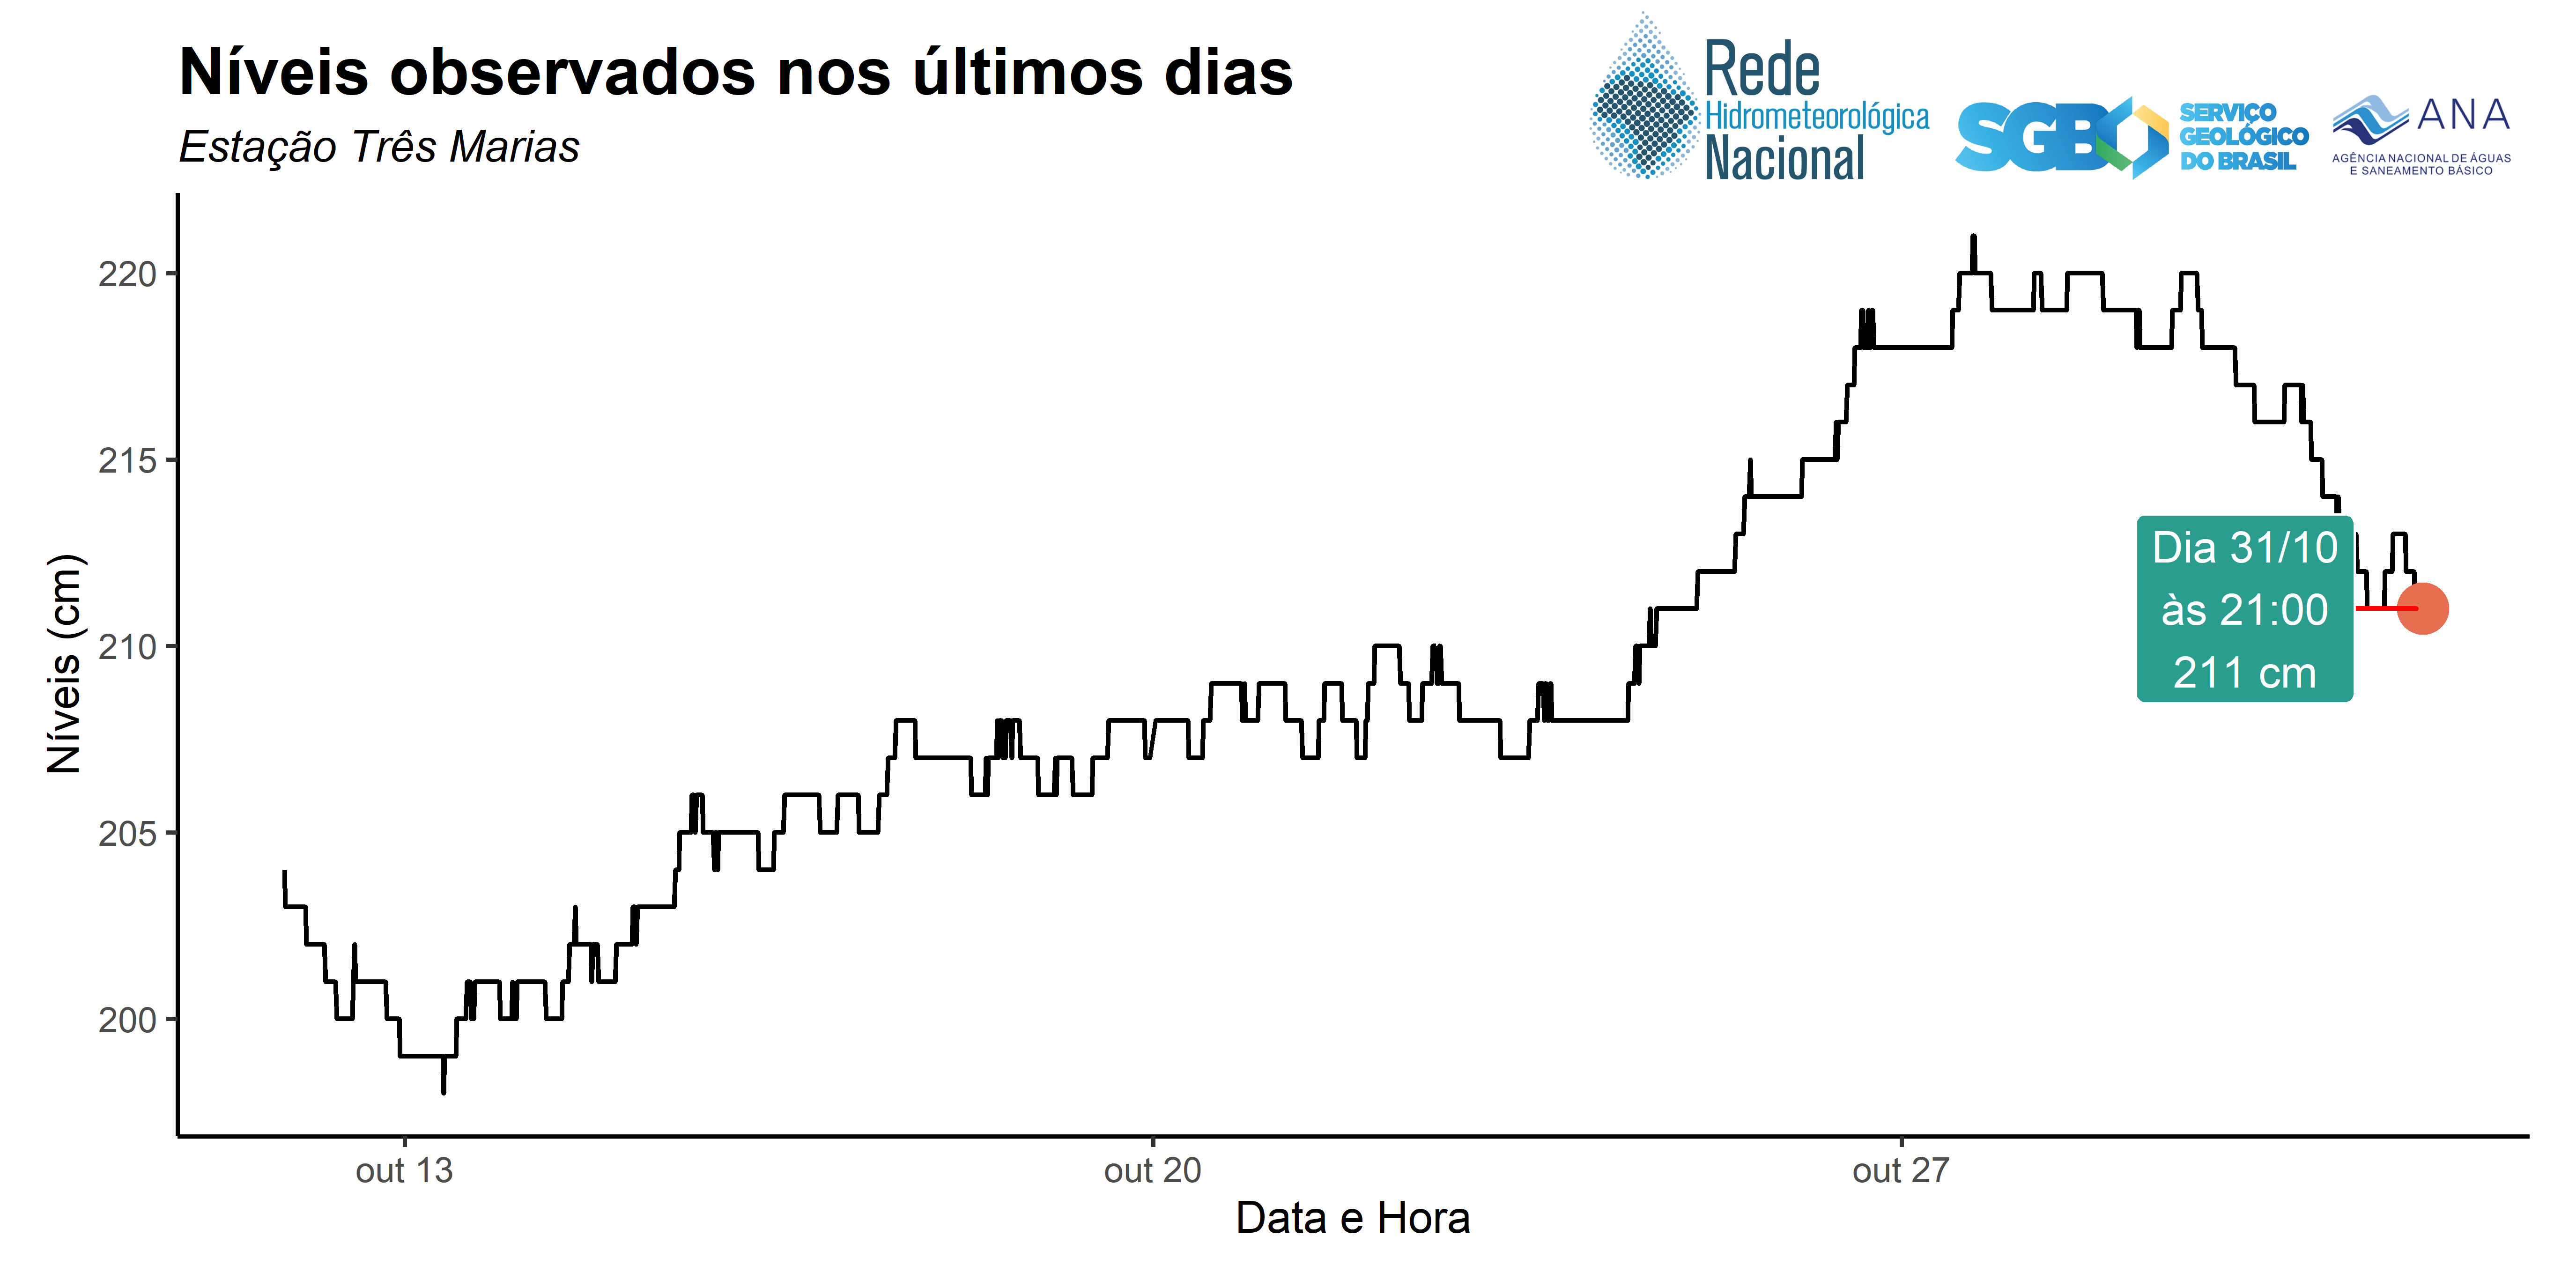 Níveis observados nos últimos dias
Estação Três Marias
Rede
Hidrometeorológica
Nacional
SGB
SERVIÇO
GEOLÓGICO
DO BRASIL
ANA
AGÊNCIA NACIONAL DE ÁGUAS
E SANEAMENTO BÁSICO
Níveis (cm)
220
215
210
205
200
Dia 31/10
às 21:00
211 cm
out 13
out 20
out 27
Data e Hora